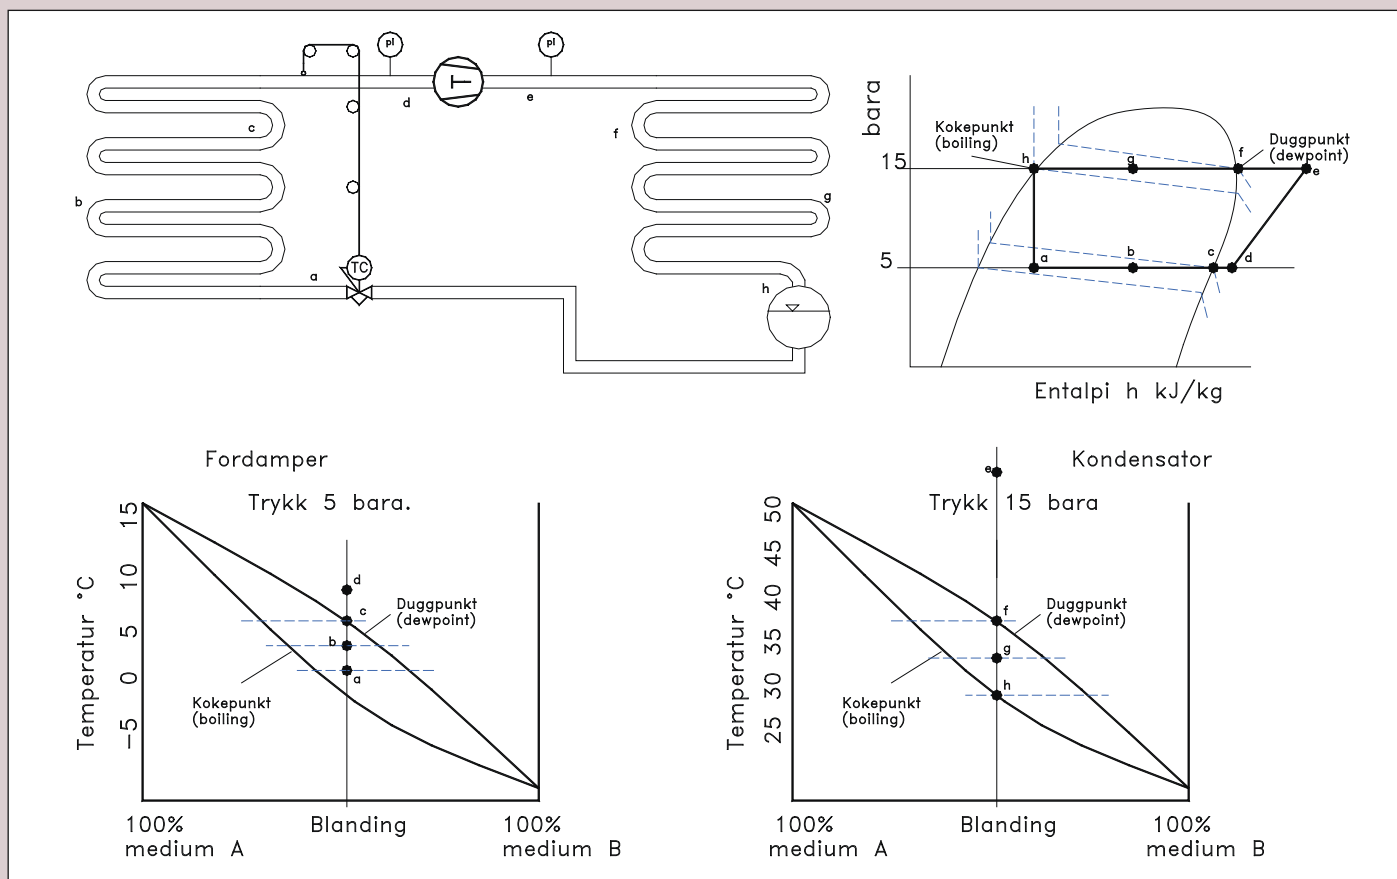 pI
pI
d
e
c
f
b
g
TC
a
h
bara
Kokepunkt
(boiling)
Duggpunkt
(dewpoint)
h
g
f
e
15
5
a
b
c
d
Entalpi h kJ/kg
Fordamper
Trykk 5 bara.
Temperatur °C
15
10
5
0
-5
d
c
b
a
Duggpunkt
(dewpoint)
Kokepunkt
(boiling)
100%
medium A
Blanding
100%
medium B
Kondensator
Trykk 15 bara
Temperatur °C
50
45
40
35
30
25
e
f
g
h
Duggpunkt
(dewpoint)
Kokepunkt
(boiling)
100%
medium A
Blanding
100%
medium B